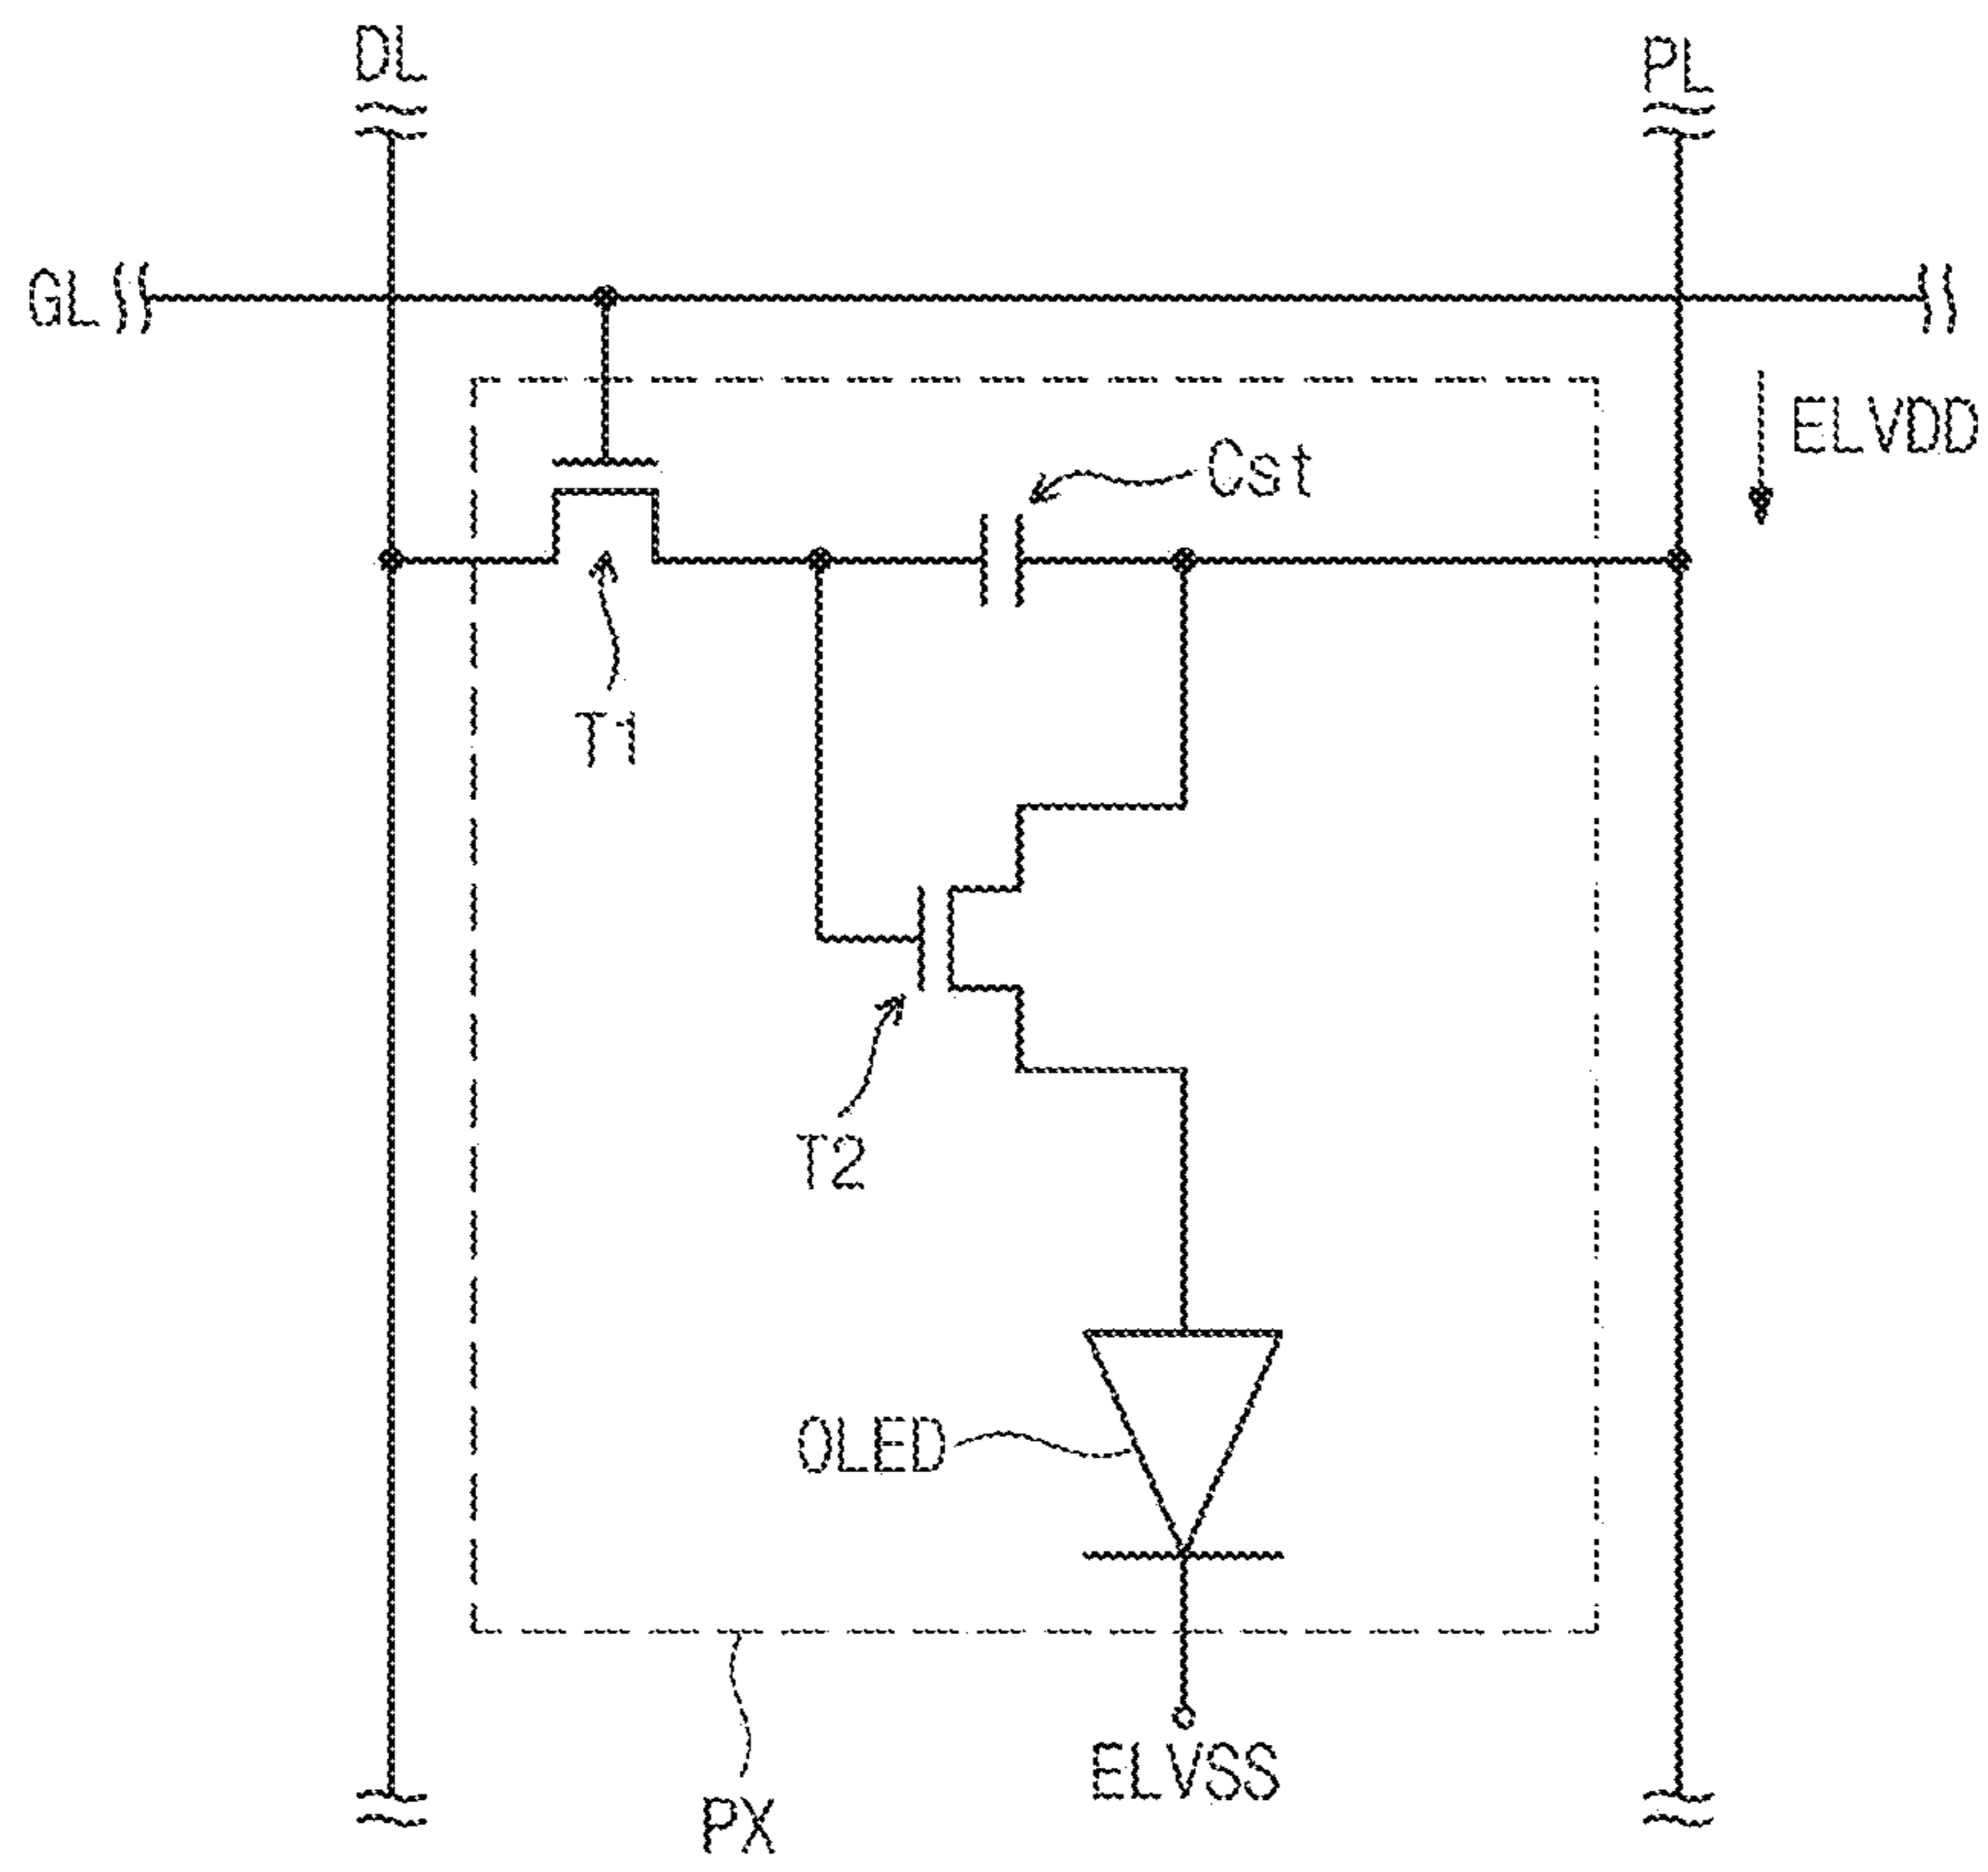 DL
PL
GL
ELVDD
Cst
T1
T2
OLED
ELVSS
PX